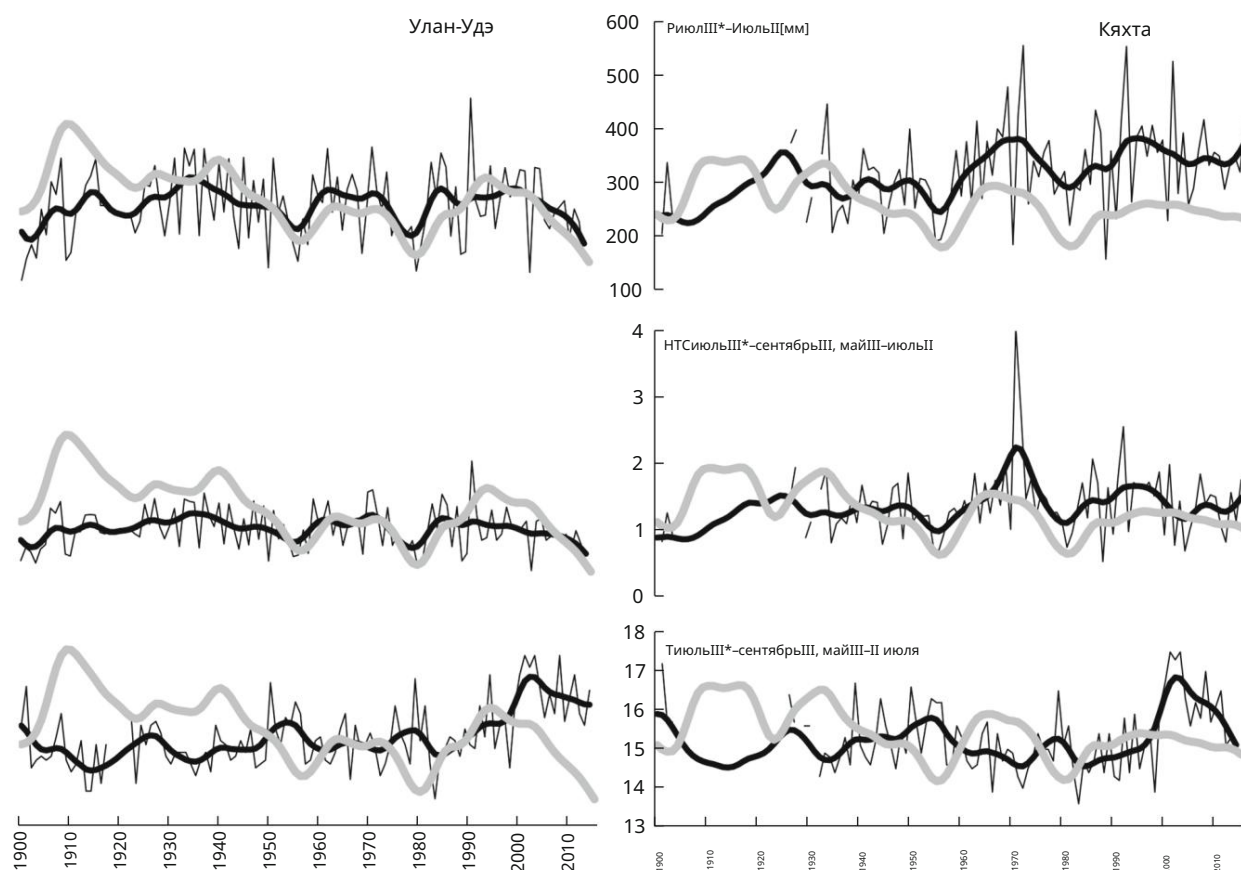 Улан-Удэ
Кяхта
РиюлIII*–ИюльII[мм]
600
500
400
300
200
100
НТСиюльIII*–сентябрьIII, майIII–июльII
4
3
2
1
0
ТиюльIII*–сентябрьIII, майIII–II июля
18
17
16
15
14
13
1900 1910 1920 1930 1940 1950 1960 1970 1980 1990 2000 2010
1900 1910 1920 1930 1940 1950 1960 1970 1980 1990 000 2010